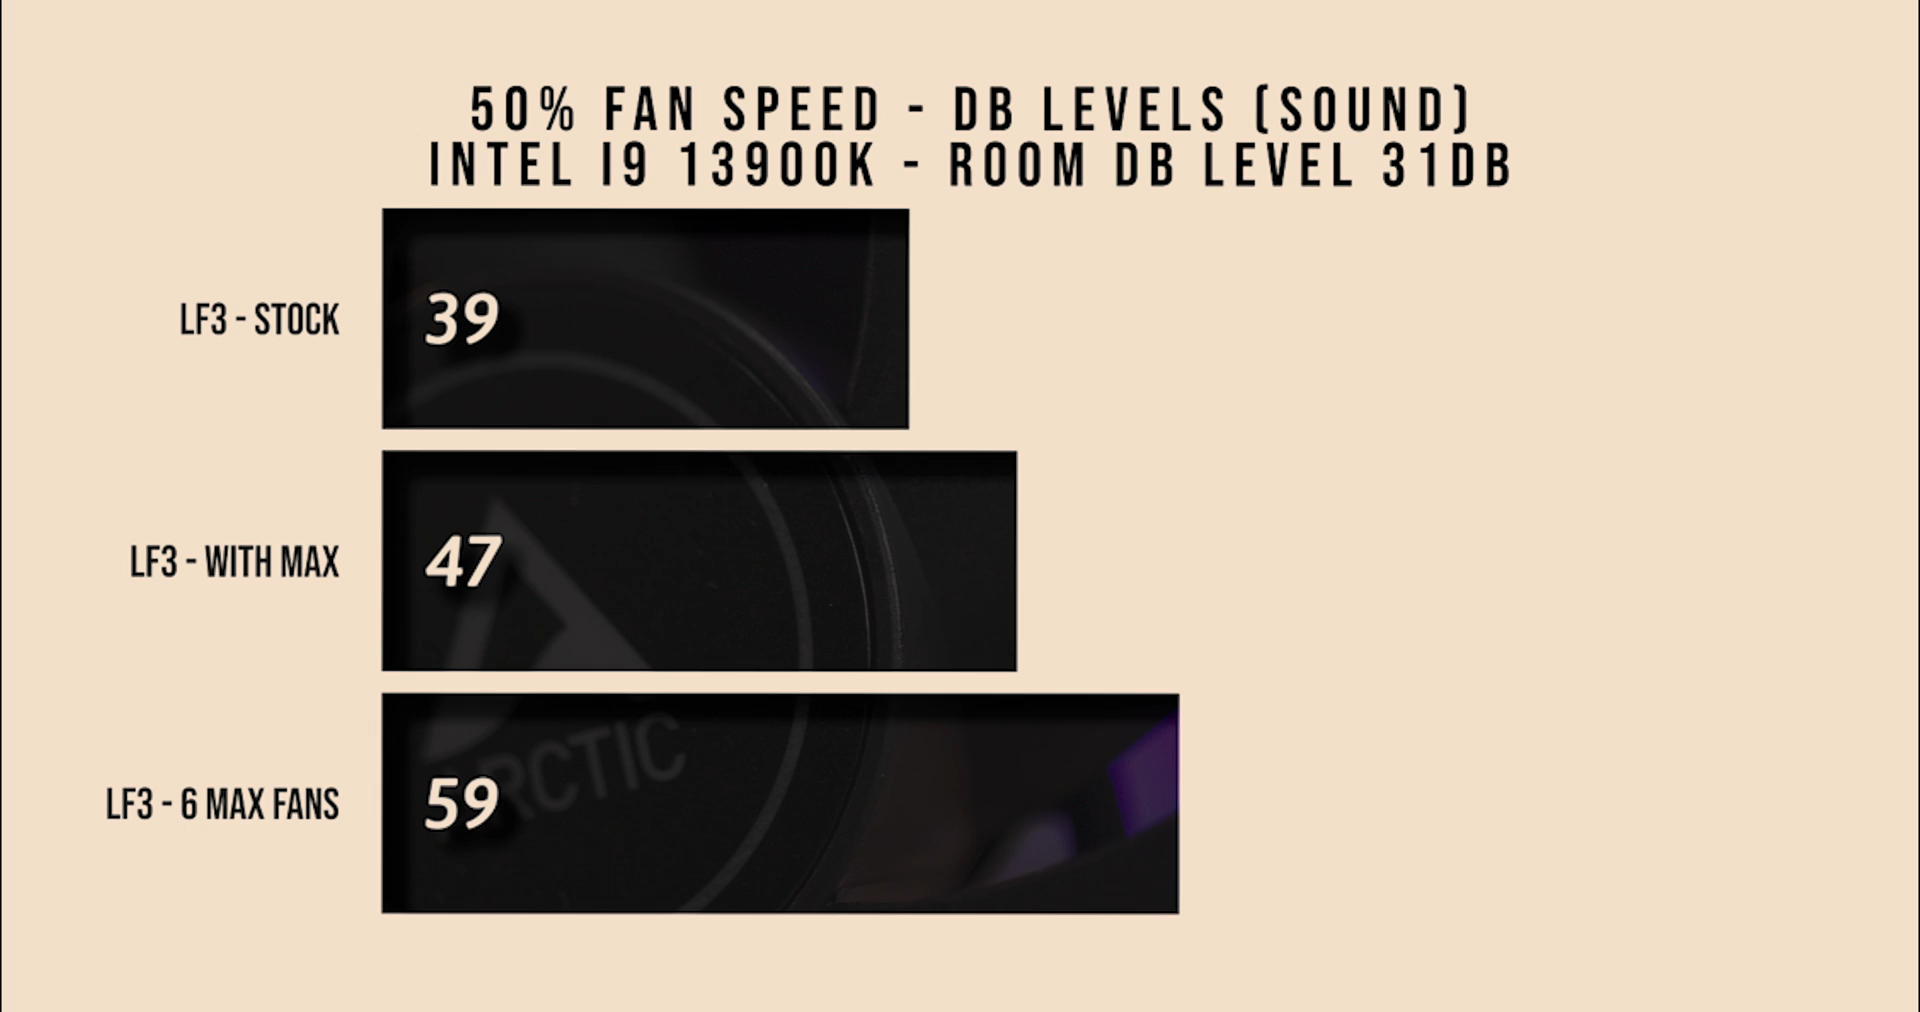 50% FAN SPEED - DB LEVELS (SOUND)
INTEL I9 13900K - ROOM DB LEVEL 31DB
LF3 - STOCK
39
LF3 - WITH MAX
47
LF3 - 6 MAX FANS
59
ARCTIC